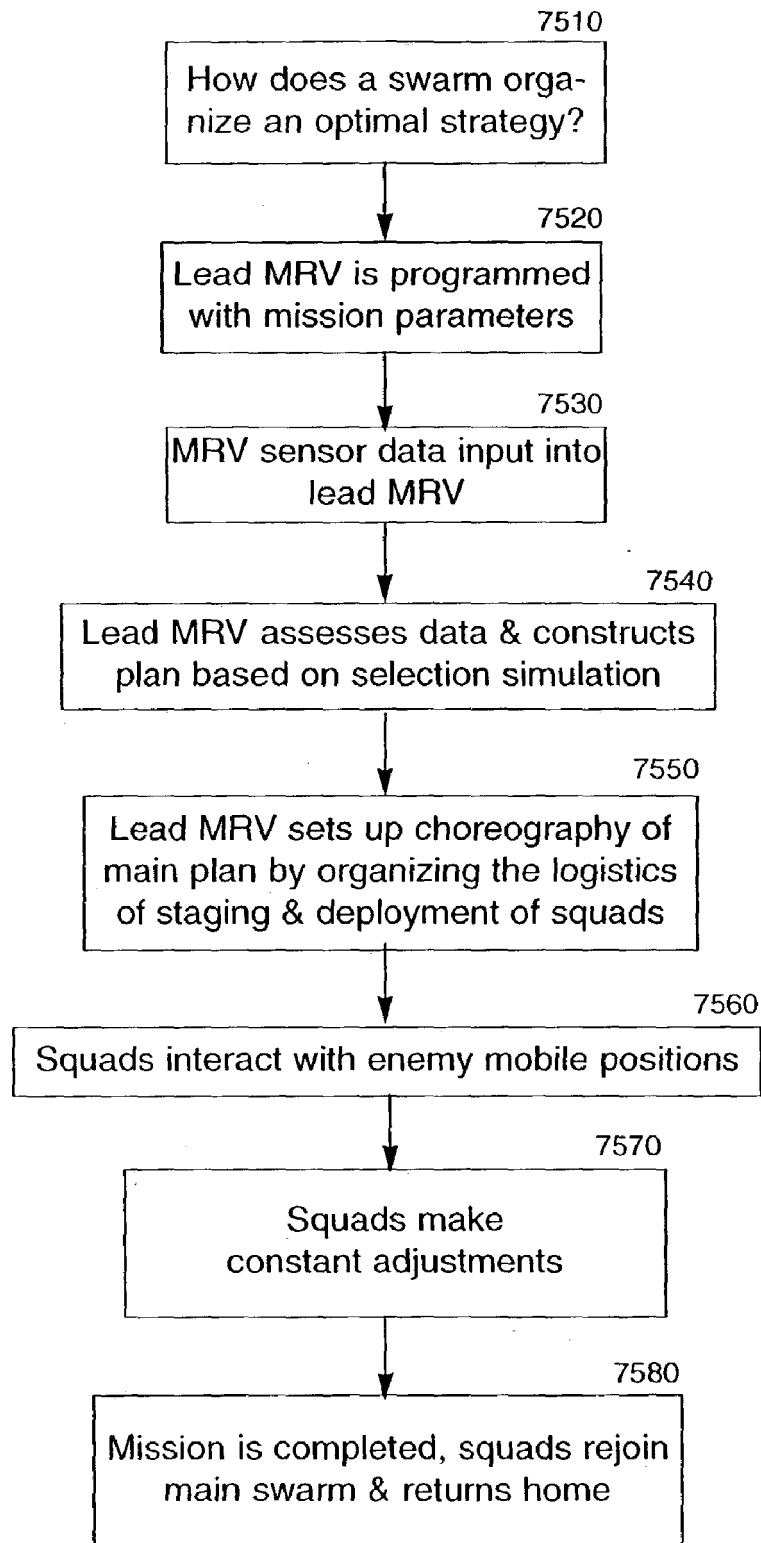 7510
How does a swarm orga-
nize an optimal strategy?
7520
Lead MRV is programmed
with mission parameters
7530
MRV sensor data input into
lead MRV
7540
Lead MRV assesses data & constructs
plan based on selection simulation
7550
Lead MRV sets up choreography of
main plan by organizing the logistics
of staging & deployment of squads
7560
Squads interact with enemy mobile positions
7570
Squads make
constant adjustments
7580
Mission is completed, squads rejoin
main swarm & returns home